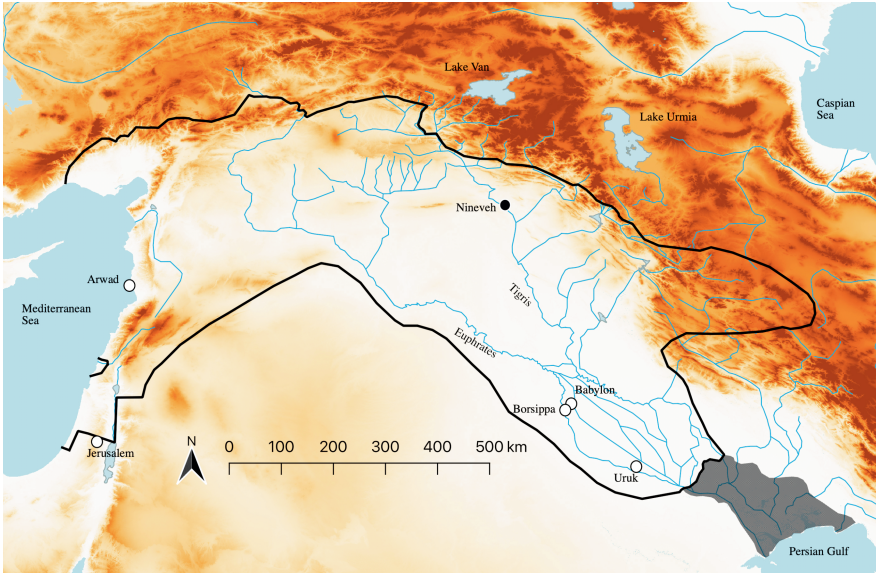 Lake Van
Caspian
Sea
Lake Urmia
Nineveh
Arwad
Mediterranean
Sea
Tigris
Euphrates
Babylon
Borsippa
N
0 100 200 300 400 500 km
Jerusalem
Uruk
Persian Gulf